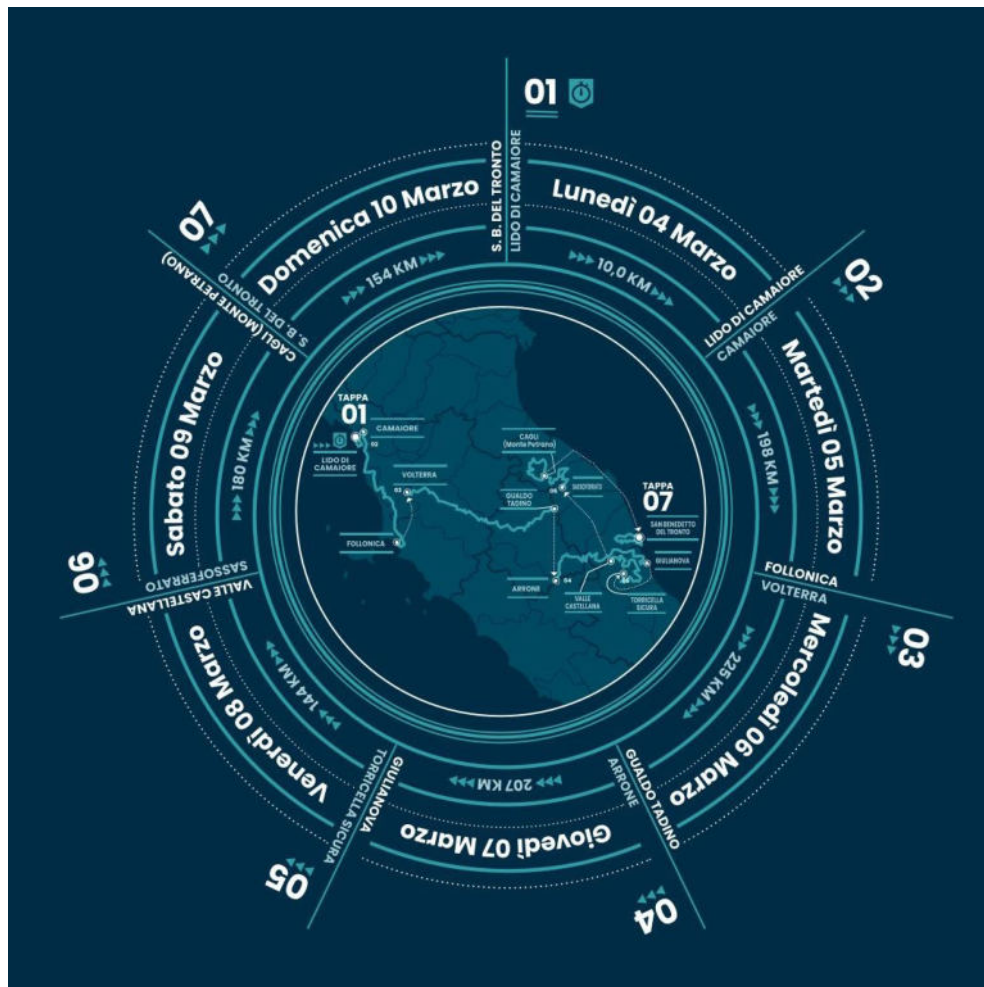 01
S. B. DEL TRONTO
LIDO DI CAMAIORE
Lunedì 04 Marzo
10,0 KM
02
LIDO DI CAMAIORE
CAMAIORE
Martedì 05 Marzo
198 KM
03
FOLLONICA
VOLTERRA
Mercoledì 06 Marzo
225 KM
04
GUALDO TADINO
ARRONE
Giovedì 07 Marzo
207 KM
05
GIULIANOVA
TORRICELLA SICURA
Venerdì 08 Marzo
144 KM
06
VALLE CASTELLANA
SASSOFERRATO
Sabato 09 Marzo
180 KM
07
CAGLI (MONTE PETRANO)
S. B. DEL TRONTO
Domenica 10 Marzo
154 KM
TAPPA
01
CAMAIORE
02
LIDO DI
CAMAIORE
VOLTERRA
03
FOLLONICA
CAGLI
(Monte Petrano)
SASSOFERRATO
06
GUALDO
TADINO
TAPPA
07
SAN BENEDETTO
DEL TRONTO
GIULIANOVA
ARRONE
04
VALLE
CASTELLANA
TORRICELLA
SICURA